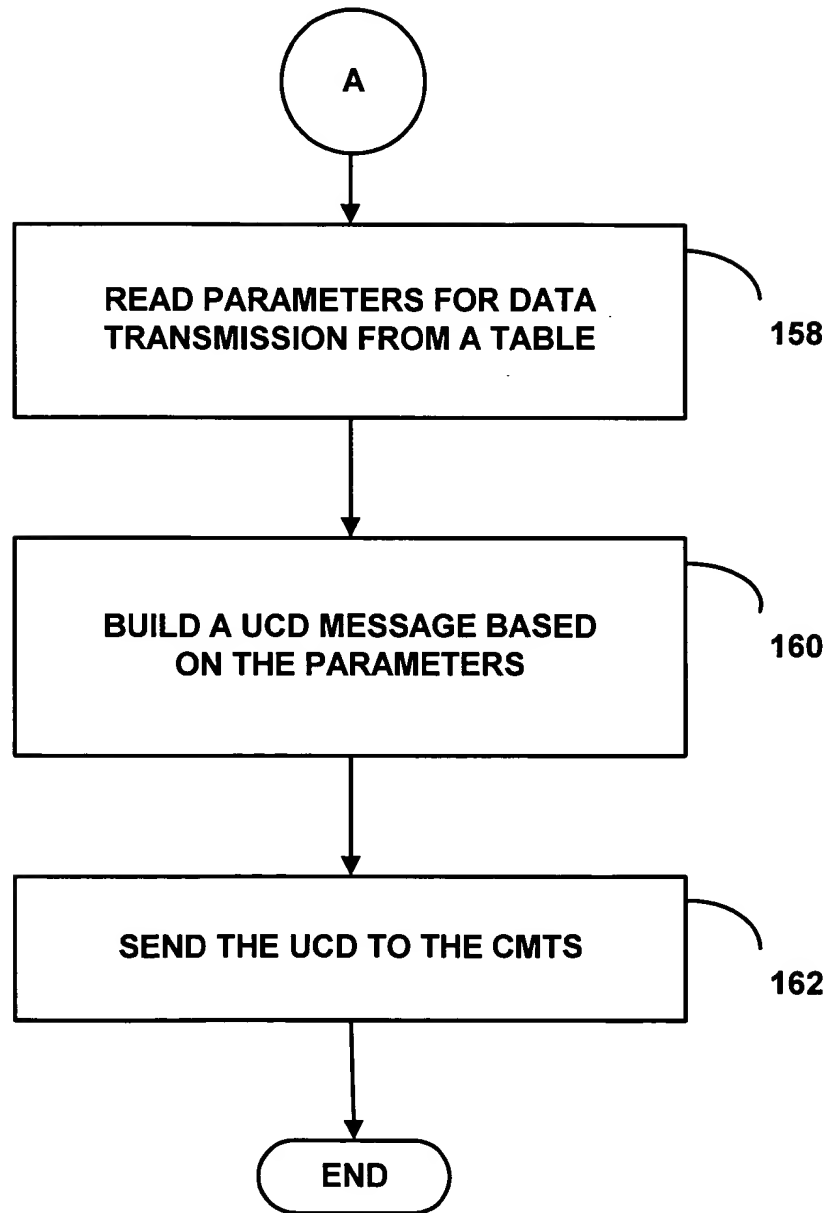 A
READ PARAMETERS FOR DATA
TRANSMISSION FROM A TABLE
158
BUILD A UCD MESSAGE BASED
ON THE PARAMETERS
160
SEND THE UCD TO THE CMTS
162
END